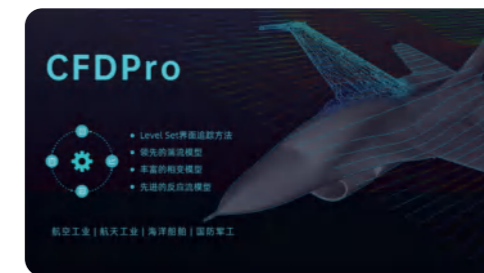 CFDPro
Level Set界面追踪方法
领先的湍流模型
丰富的相变模型
先进的反应流模型
航空工业 | 航天工业 | 海洋船舶 | 国防军工